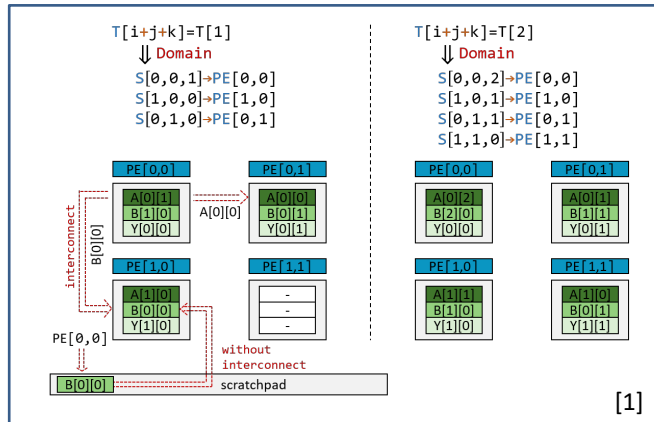 T[i+j+k]=T[1]
Domain
S[0,0,1]→PE[0,0]
S[1,0,0]→PE[1,0]
S[0,1,0]→PE[0,1]
PE[0,0]
PE[0,1]
A[0][1]
B[1][0]
Y[0][0]
A[0][0]
A[0][0]
B[0][1]
Y[0][1]
interconnect
B[0][0]
PE[1,0]
PE[1,1]
A[1][0]
B[0][0]
Y[1][0]
-
-
-
PE[0,0]
without
interconnect
B[0][0]
scratchpad
T[i+j+k]=T[2]
Domain
S[0,0,2]→PE[0,0]
S[1,0,1]→PE[1,0]
S[0,1,1]→PE[0,1]
S[1,1,0]→PE[1,1]
PE[0,0]
PE[0,1]
A[0][2]
B[2][0]
Y[0][0]
A[0][1]
B[1][1]
Y[0][1]
PE[1,0]
PE[1,1]
A[1][1]
B[1][0]
Y[1][0]
A[1][0]
B[0][1]
Y[1][1]
[1]